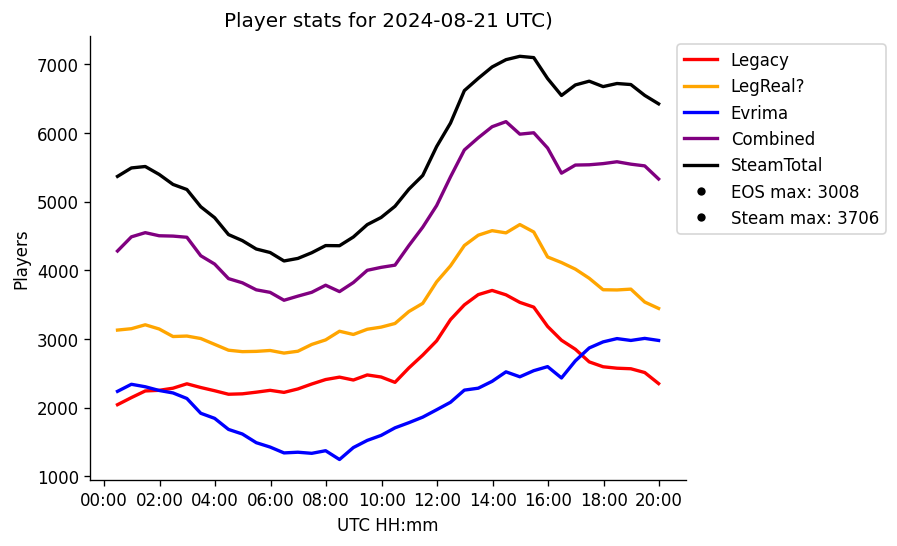 Player stats for 2024-08-21 UTC)
Legacy
LegReal?
Evrima
Combined
SteamTotal
EOS max: 3008
Steam max: 3706
Players
7000
6000
5000
4000
3000
2000
1000
00:00 02:00 04:00 06:00 08:00 10:00 12:00 14:00 16:00 18:00 20:00
UTC HH:mm